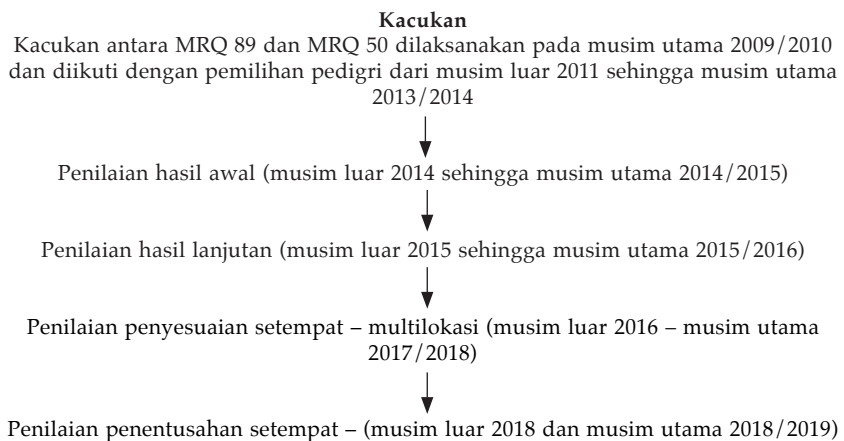 Kacukan
Kacukan antara MRQ 89 dan MRQ 50 dilaksanakan pada musim utama 2009/2010
dan diikuti dengan pemilihan pedigri dari musim luar 2011 sehingga musim utama
2013/2014
Penilaian hasil awal (musim luar 2014 sehingga musim utama 2014/2015)
Penilaian hasil lanjutan (musim luar 2015 sehingga musim utama 2015/2016)
Penilaian penyesuaian setempat – multilokasi (musim luar 2016 – musim utama
2017/2018)
Penilaian penentusahan setempat – (musim luar 2018 dan musim utama 2018/2019)